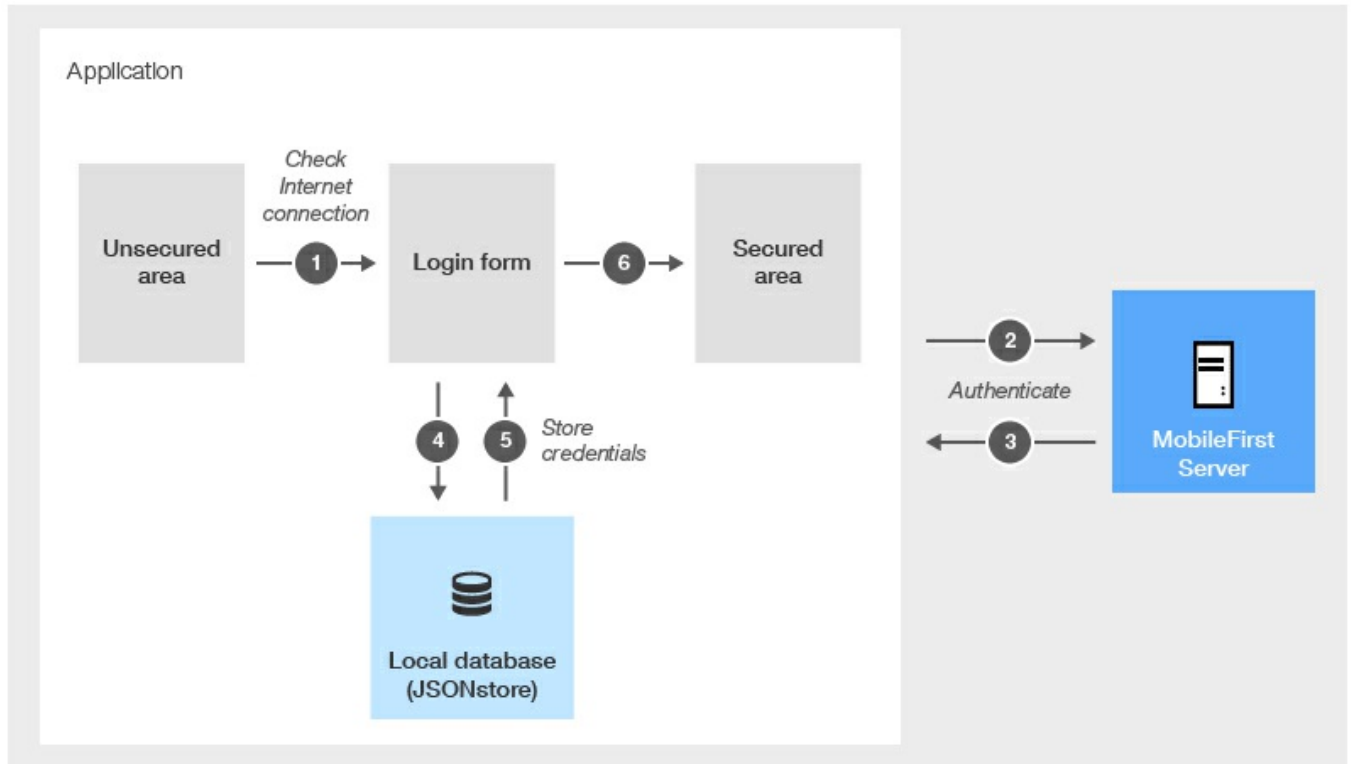 Application
Check
Internet
connection
Unsecured
area
1
Login form
6
Secured
area
2
Authenticate
3
MobileFirst
Server
4
5
Store
credentials
Local database
(JSONstore)